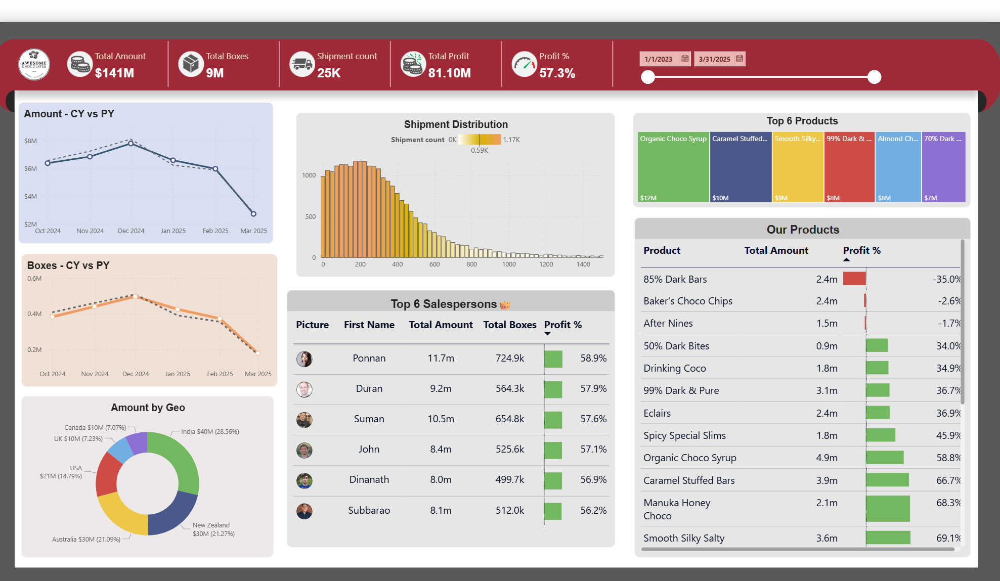 AWESOME
CHOCOLATES
Total Amount
$141M
Total Boxes
9M
Shipment count
25K
Total Profit
81.10M
Profit %
57.3%
1/1/2023
3/31/2025
Amount - CY vs PY
$8M
$6M
$4M
$2M
Oct 2024
Nov 2024
Dec 2024
Jan 2025
Feb 2025
Mar 2025
Boxes - CY vs PY
0.6M
0.4M
0.2M
Oct 2024
Nov 2024
Dec 2024
Jan 2025
Feb 2025
Mar 2025
Amount by Geo
Canada $10M (7.07%)
India $40M (28.56%)
UK $10M (7.23%)
USA
$21M (14.79%)
New Zealand
$30M (21.27%)
Australia $30M (21.09%)
Shipment Distribution
Shipment count 0K 1.17K
0.59K
1000
500
0
0 200 400 600 800 1000 1200 1400
Top 6 Salespersons
Picture First Name Total Amount Total Boxes Profit %
Ponnan 11.7m 724.9k 58.9%
Duran 9.2m 564.3k 57.9%
Suman 10.5m 654.8k 57.6%
John 8.4m 525.6k 57.1%
Dinanath 8.0m 499.7k 56.9%
Subbarao 8.1m 512.0k 56.2%
Top 6 Products
Organic Choco Syrup
$12M
Caramel Stuffed...
$10M
Smooth Silky...
$9M
99% Dark & ...
$8M
Almond Ch...
$8M
70% Dark ...
$7M
Our Products
Product Total Amount Profit %
85% Dark Bars 2.4m -35.0%
Baker's Choco Chips 2.4m -2.6%
After Nines 1.5m -1.7%
50% Dark Bites 0.9m 34.0%
Drinking Coco 1.8m 34.9%
99% Dark & Pure 3.1m 36.7%
Eclairs 2.4m 36.9%
Spicy Special Slims 1.8m 45.9%
Organic Choco Syrup 4.9m 58.8%
Caramel Stuffed Bars 3.9m 66.7%
Manuka Honey 2.1m 68.3%
Choco
Smooth Silky Salty 3.6m 69.1%